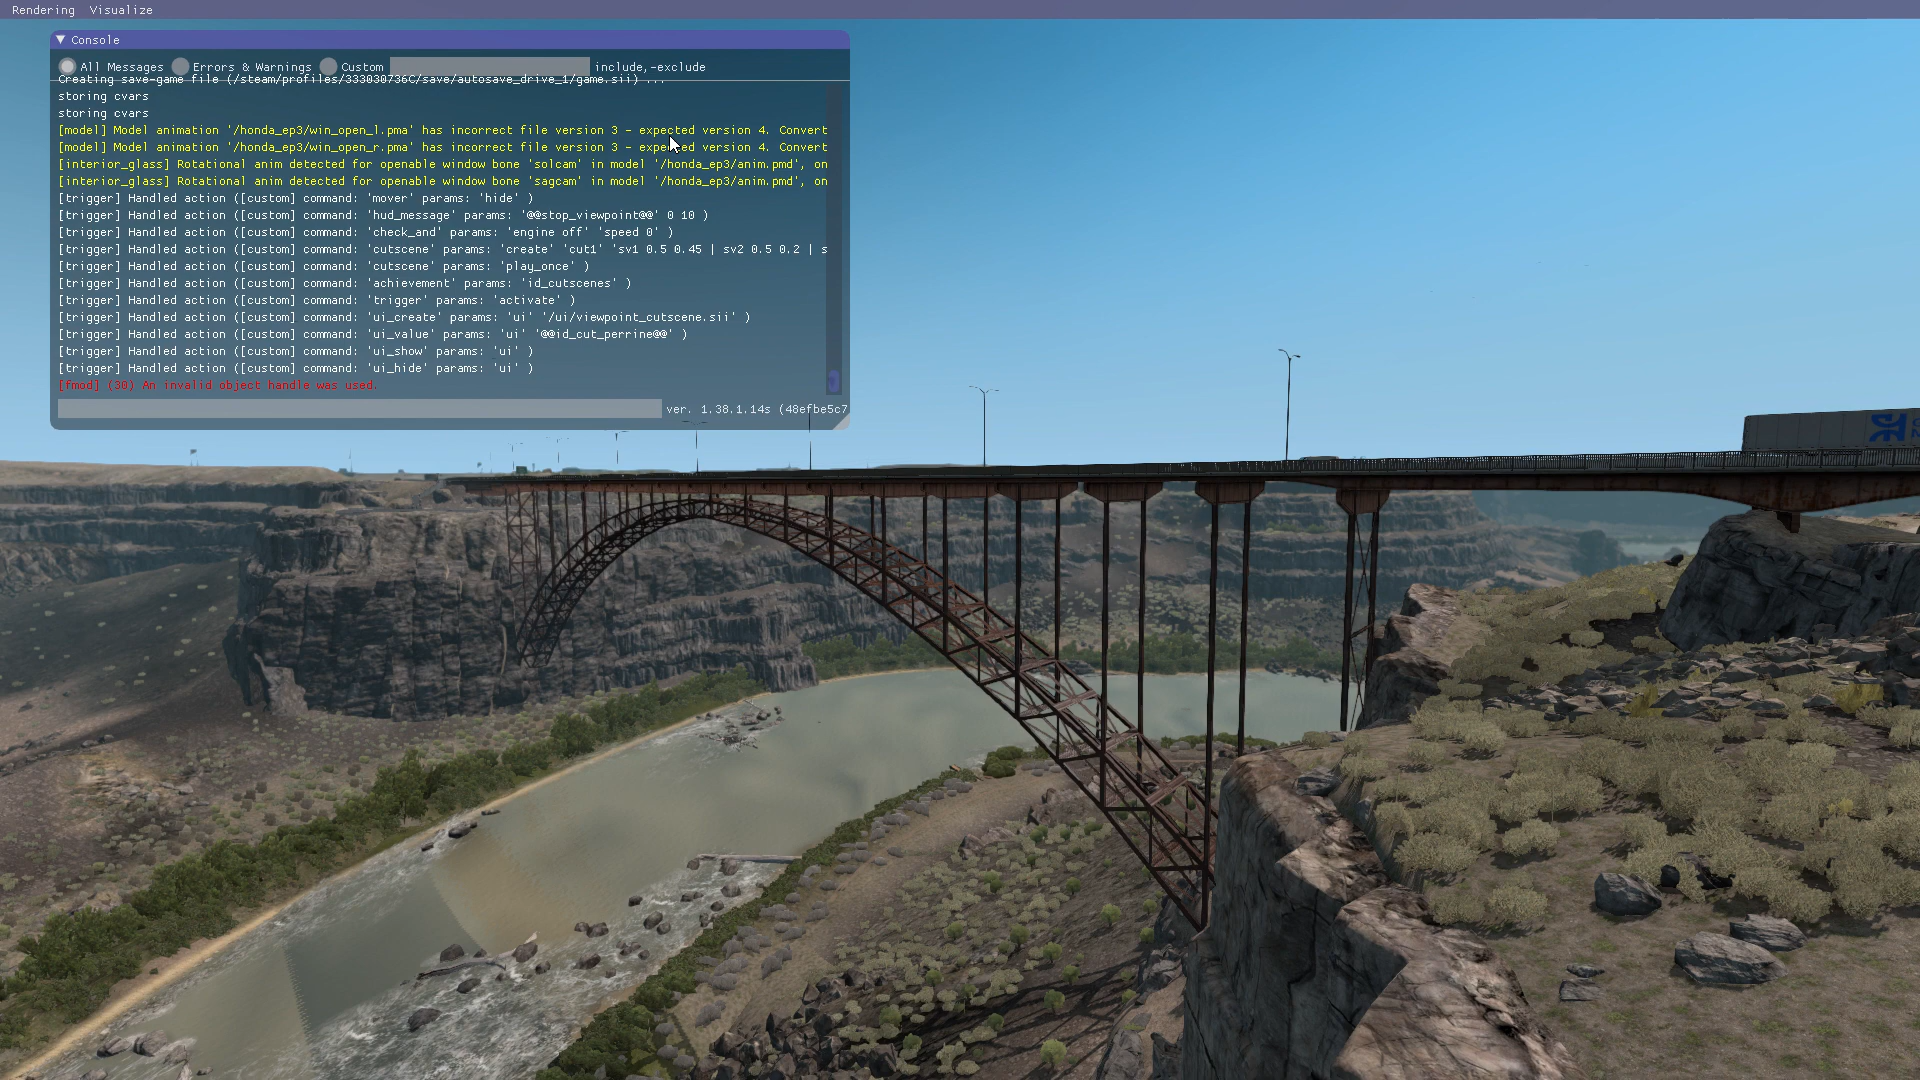 Rendering Visualize
Console
All Messages Errors & Warnings Custom include,-exclude
Creating save-game file (/steam/profiles/333030736C/save/autosave_drive_1/game.sii) ...
storing cvars
storing cvars
[model] Model animation '/honda_ep3/win_open_l.pma' has incorrect file version 3 - expected version 4. Convert
[model] Model animation '/honda_ep3/win_open_r.pma' has incorrect file version 3 - expected version 4. Convert
[interior_glass] Rotational anim detected for openable window bone 'solcam' in model '/honda_ep3/anim.pmd', on
[interior_glass] Rotational anim detected for openable window bone 'sagcam' in model '/honda_ep3/anim.pmd', on
[trigger] Handled action ([custom] command: 'mover' params: 'hide' )
[trigger] Handled action ([custom] command: 'hud_message' params: '@@stop_viewpoint@@' 0 10 )
[trigger] Handled action ([custom] command: 'check_and' params: 'engine off' 'speed 0' )
[trigger] Handled action ([custom] command: 'cutscene' params: 'create' 'cut1' 'sv1 0.5 0.45 | sv2 0.5 0.2 | s
[trigger] Handled action ([custom] command: 'cutscene' params: 'play_once' )
[trigger] Handled action ([custom] command: 'achievement' params: 'id_cutscenes' )
[trigger] Handled action ([custom] command: 'trigger' params: 'activate' )
[trigger] Handled action ([custom] command: 'ui_create' params: 'ui' '/ui/viewpoint_cutscene.sii' )
[trigger] Handled action ([custom] command: 'ui_value' params: 'ui' '@@id_cut_perrine@@' )
[trigger] Handled action ([custom] command: 'ui_show' params: 'ui' )
[trigger] Handled action ([custom] command: 'ui_hide' params: 'ui' )
[fmod] (30) An invalid object handle was used.
ver. 1.38.1.14s (48efbe5c7